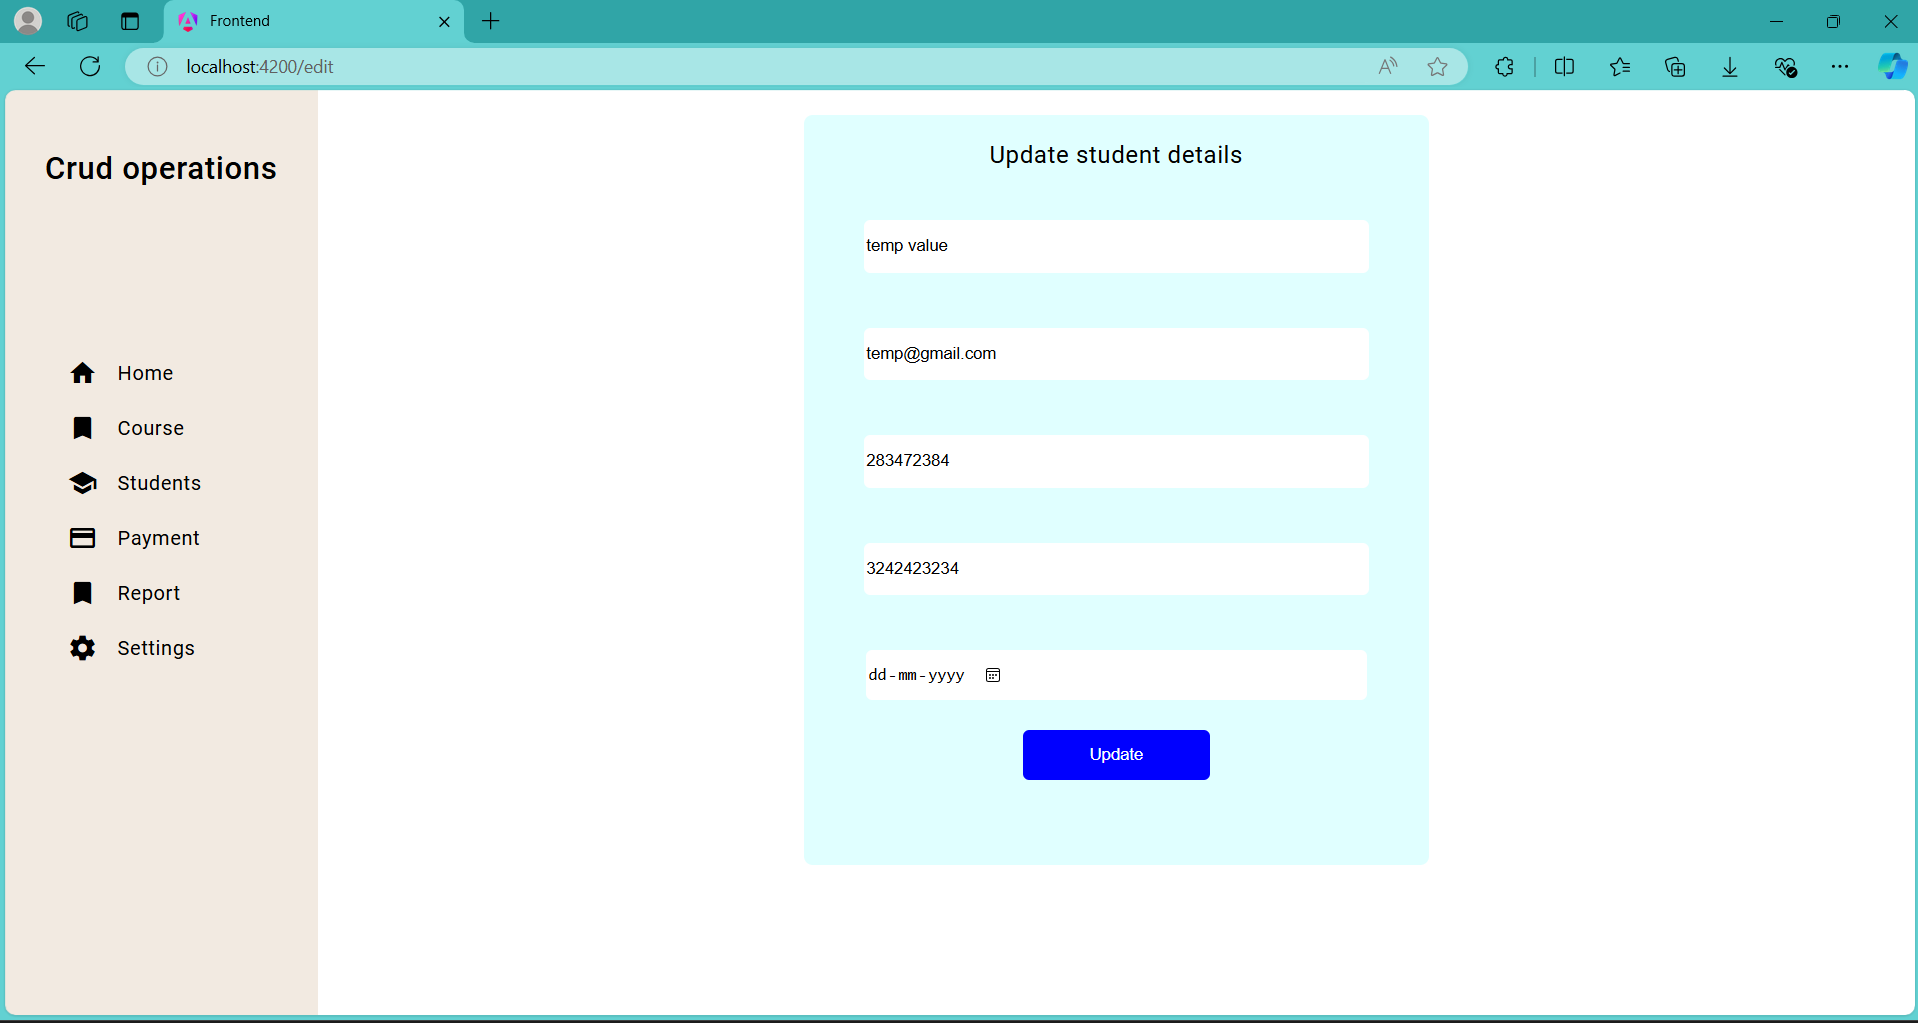 Frontend
localhost:4200/edit
Crud operations
Home
Course
Students
Payment
Report
Settings
Update student details
temp value
temp@gmail.com
283472384
3242423234
dd-mm-yyyy
Update